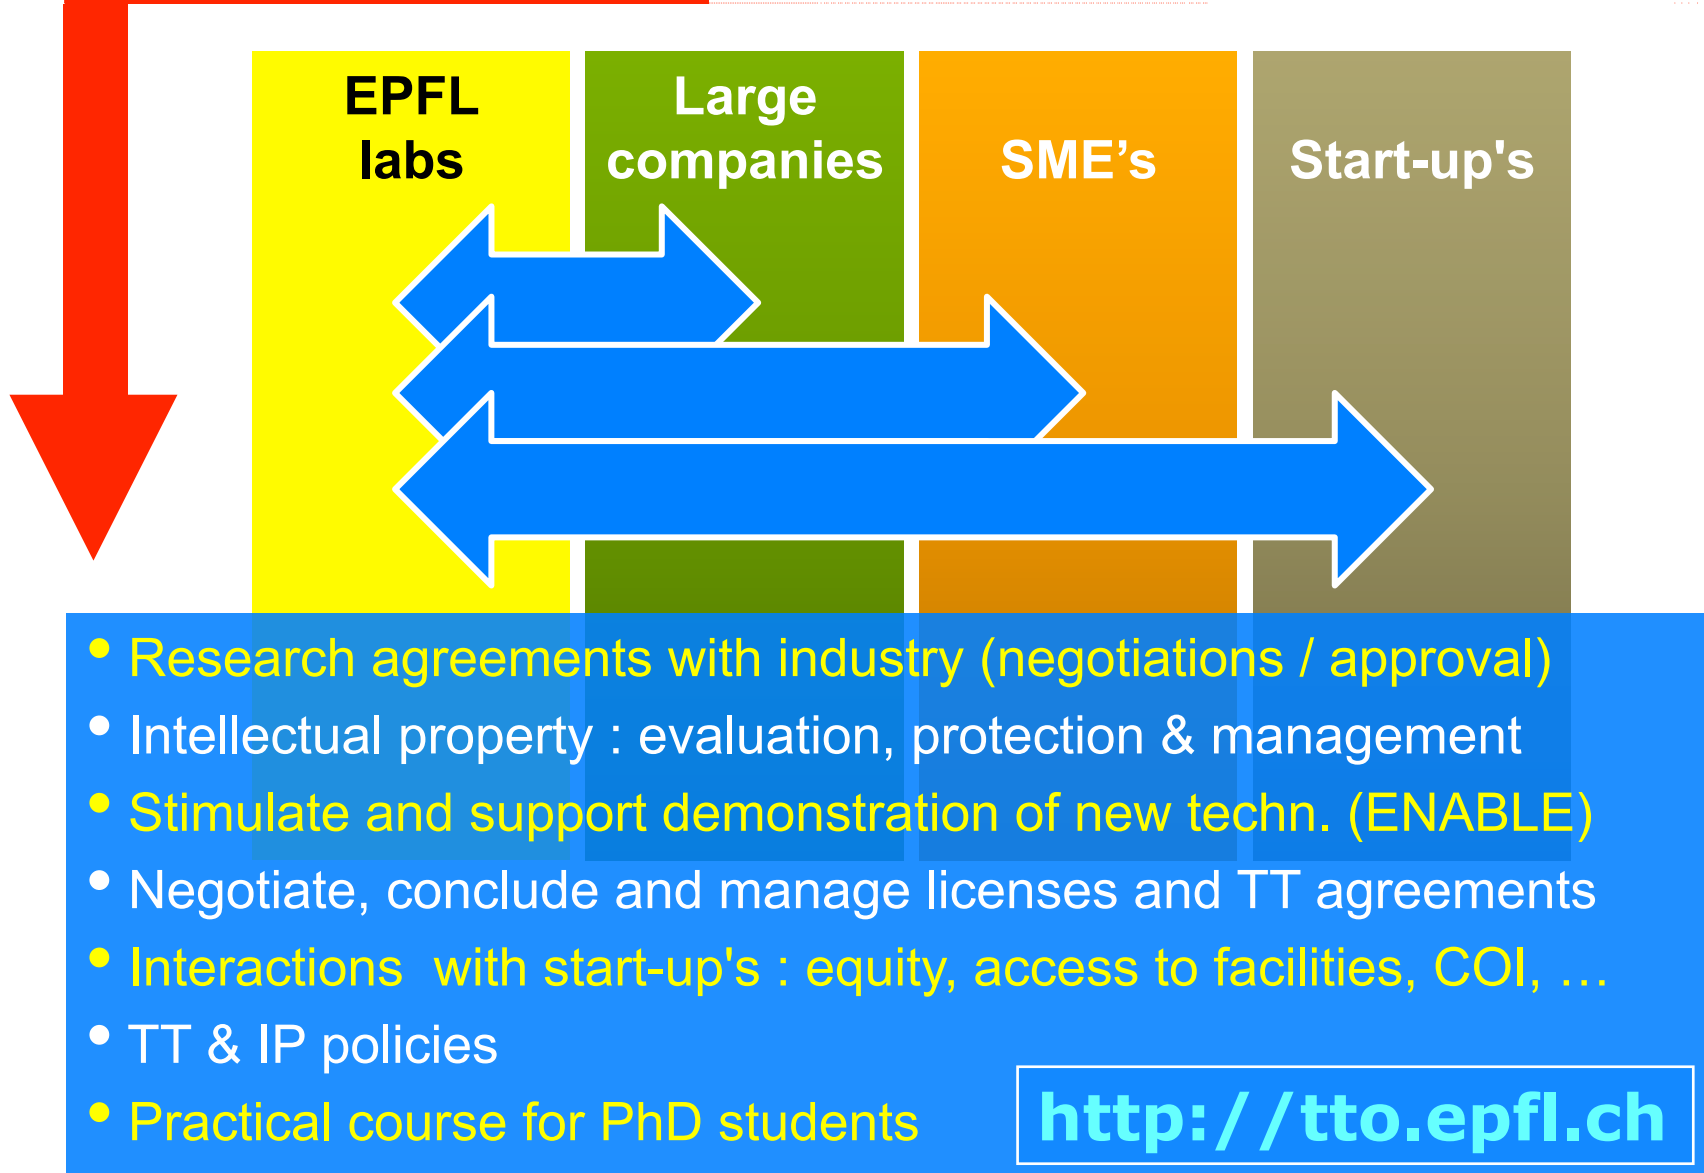 EPFL
labs
Large
companies
SME’s
Start-up's
• Research agreements with industry (negotiations / approval)
• Intellectual property : evaluation, protection & management
• Stimulate and support demonstration of new techn. (ENABLE)
• Negotiate, conclude and manage licenses and TT agreements
• Interactions  with start-up's : equity, access to facilities, COI, …
• TT & IP policies
• Practical course for PhD students
http://tto.epfl.ch